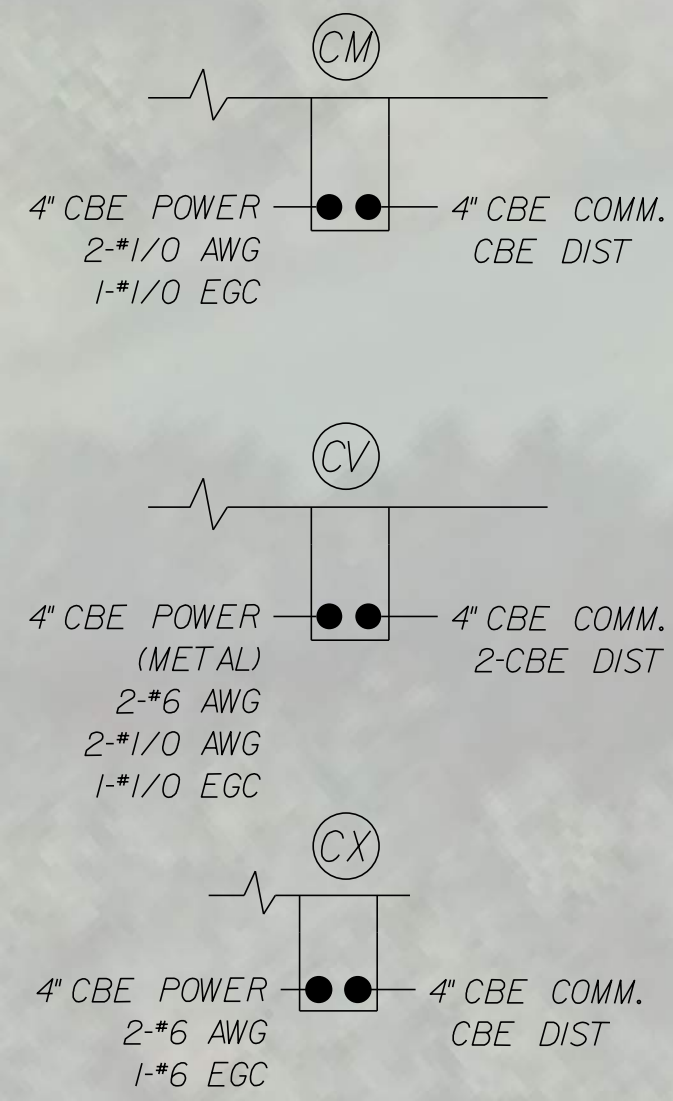 CM
4" CBE POWER
2-#1/0 AWG
1-#1/0 EGC
4" CBE COMM.
CBE DIST
CV
4" CBE POWER
(METAL)
2-#6 AWG
2-#1/0 AWG
1-#1/0 EGC
4" CBE COMM.
2-CBE DIST
CX
4" CBE POWER
2-#6 AWG
1-#6 EGC
4" CBE COMM.
CBE DIST